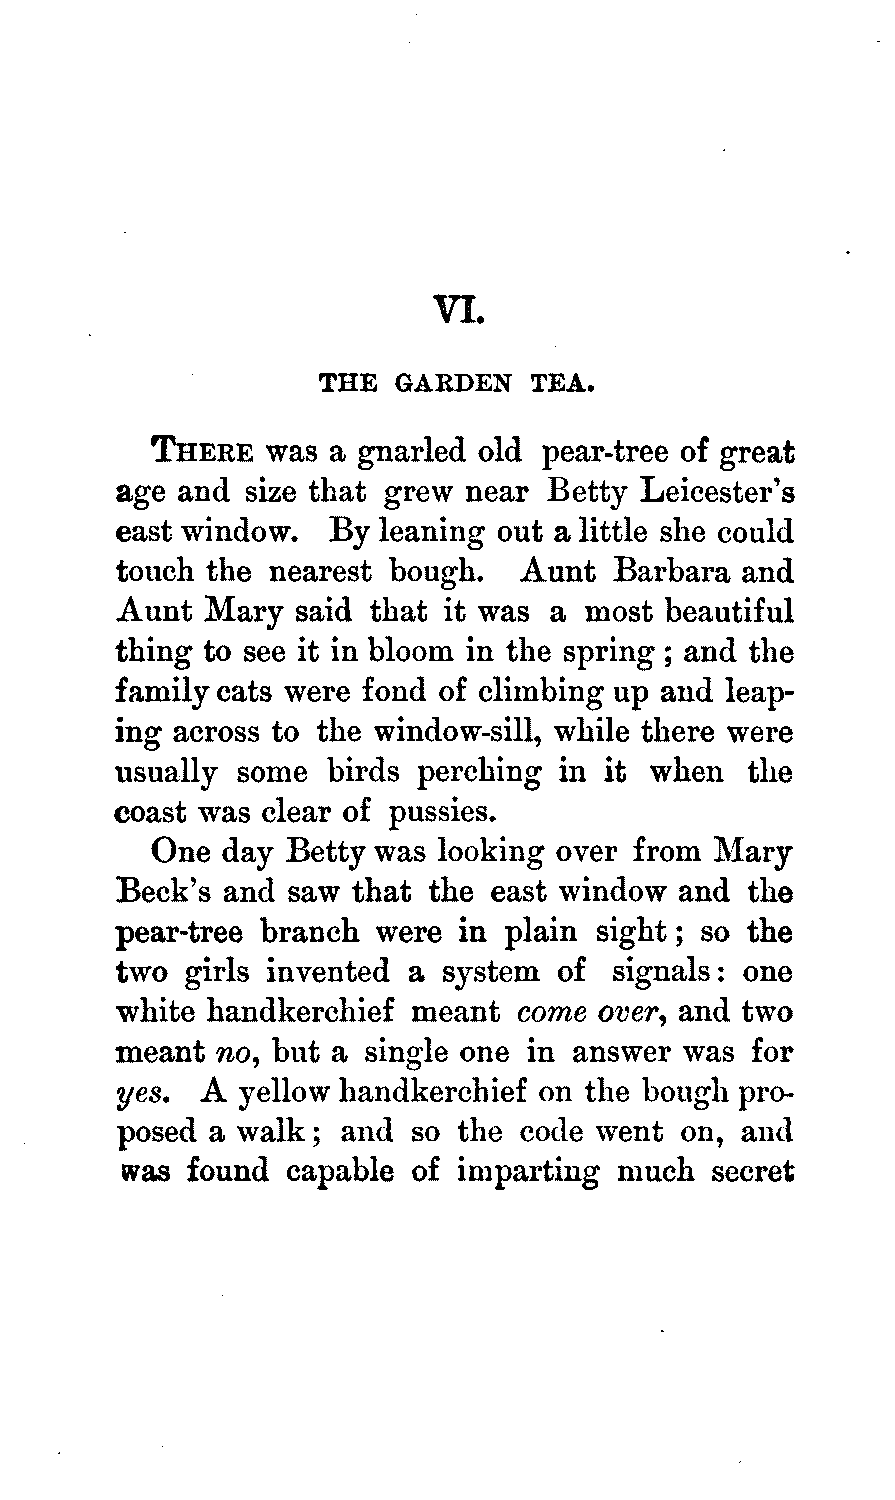 VI.
THE GARDEN TEA.
THERE was a gnarled old pear-tree of great
age and size that grew near Betty Leicester's
east window. By leaning out a little she could
touch the nearest bough. Aunt Barbara and
Aunt Mary said that it was a most beautiful
thing to see it in bloom in the spring; and the
family cats were fond of climbing up and leap-
ing across to the window-sill, while there were
usually some birds perching in it when the
coast was clear of pussies.
One day Betty was looking over from Mary
Beck's and saw that the east window and the
pear-tree branch were in plain sight; so the
two girls invented a system of signals: one
white handkerchief meant come over, and two
meant no, but a single one in answer was for
yes. A yellow handkerchief on the bough pro-
posed a walk; and so the code went on, and
was found capable of imparting much secret